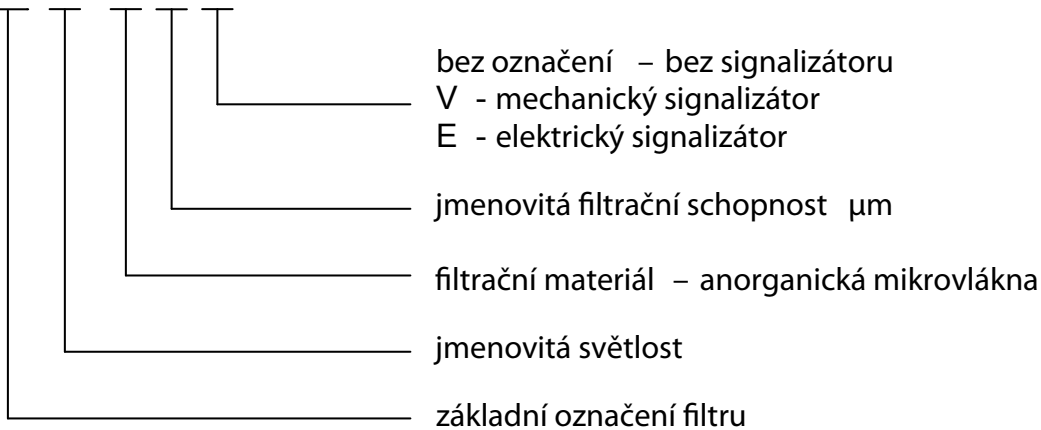 bez označení – bez signalizátoru
V - mechanický signalizátor
E - elektrický signalizátor
jmenovitá filtrační schopnost µm
filtrační materiál – anorganická mikrovlákna
jmenovitá světlost
základní označení filtru